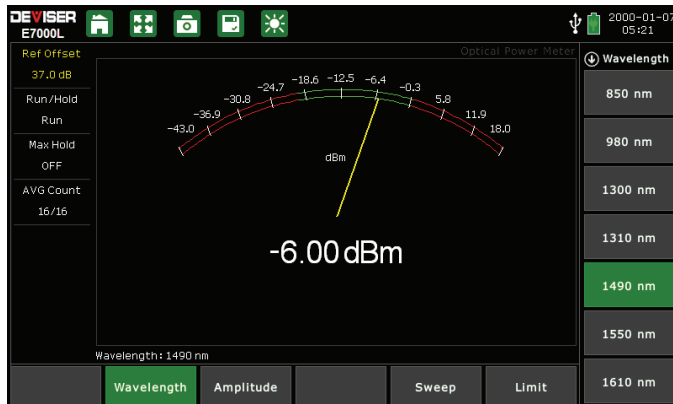 DEVISER
E7000L
2000-01-07
05:21
Ref Offset
37.0 dB
Run/Hold
Run
Max Hold
OFF
AVG Count
16/16
Optical Power Meter
-43.0
-36.9
-30.8
-24.7
-18.6
-12.5
-6.4
-0.3
5.8
11.9
18.0
dBm
-6.00 dBm
Wavelength: 1490 nm
Wavelength
850 nm
980 nm
1300 nm
1310 nm
1490 nm
1550 nm
1610 nm
Wavelength Amplitude Sweep Limit